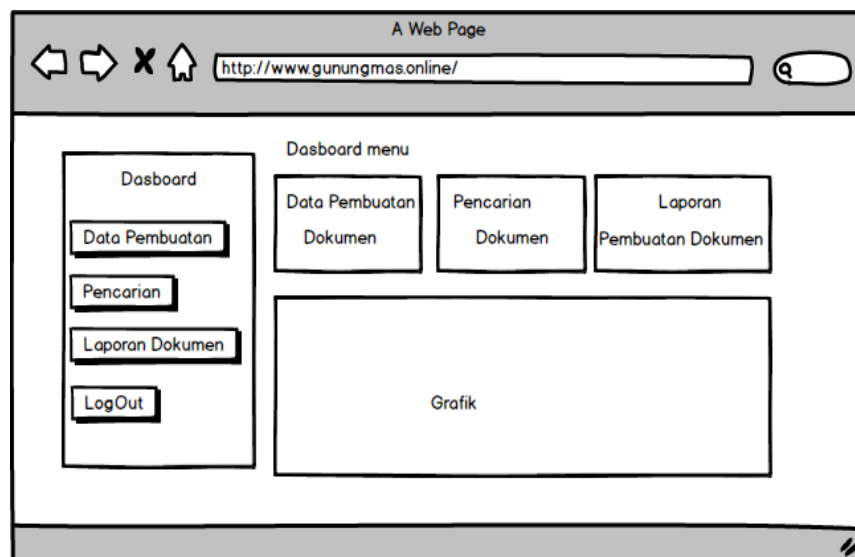 A Web Page
http://www.gunungmas.online/
Dasboard
Data Pembuatan
Pencarian
Laporan Dokumen
LogOut
Dasboard menu
Data Pembuatan
Dokumen
Pencarian
Dokumen
Laporan
Pembuatan Dokumen
Grafik